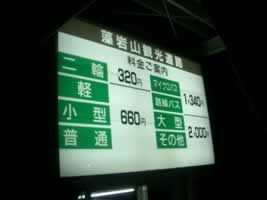 藻岩山観光道路
料金ご案内
二輪 320円
軽
小型 660円
普通
マイクロバス 1,340円
路線バス
大型 2,000円
その他